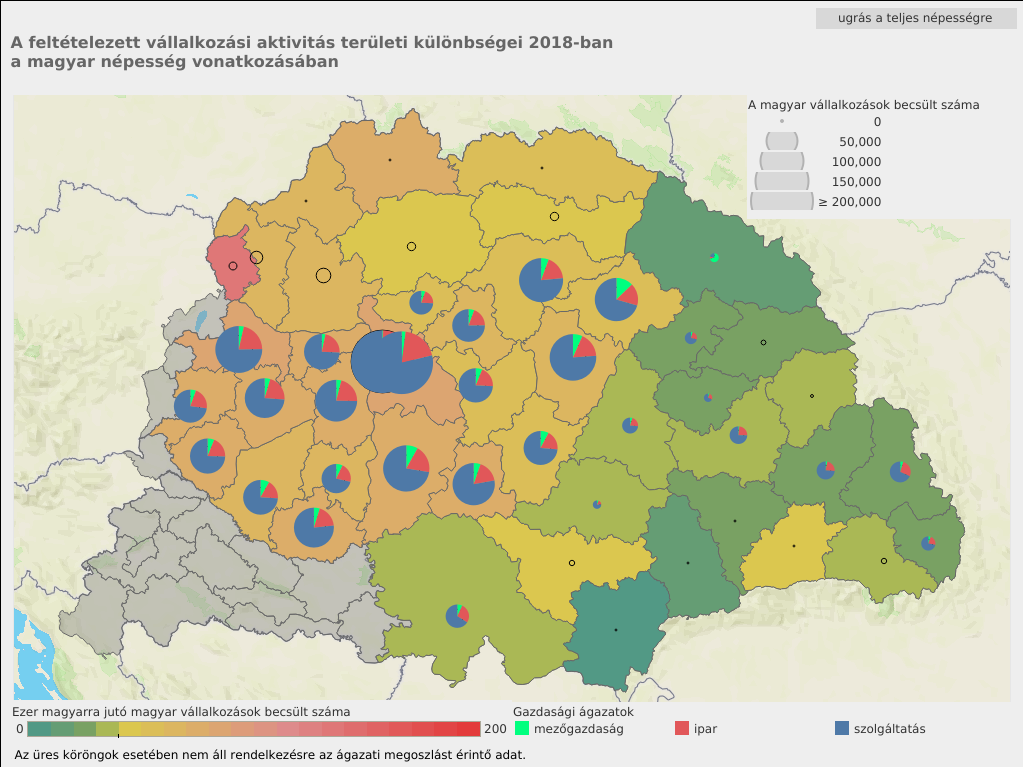 ugrás a teljes népességre
A feltételezett vállalkozási aktivitás területi különbségei 2018-ban
a magyar népesség vonatkozásában
A magyar vállalkozások becsült száma
0
50,000
100,000
150,000
≥ 200,000
Ezer magyarra jutó magyar vállalkozások becsült száma
0 200
Gazdasági ágazatok
mezőgazdaság ipar szolgáltatás
Az üres köröngok esetében nem áll rendelkezésre az ágazati megoszlást érintő adat.